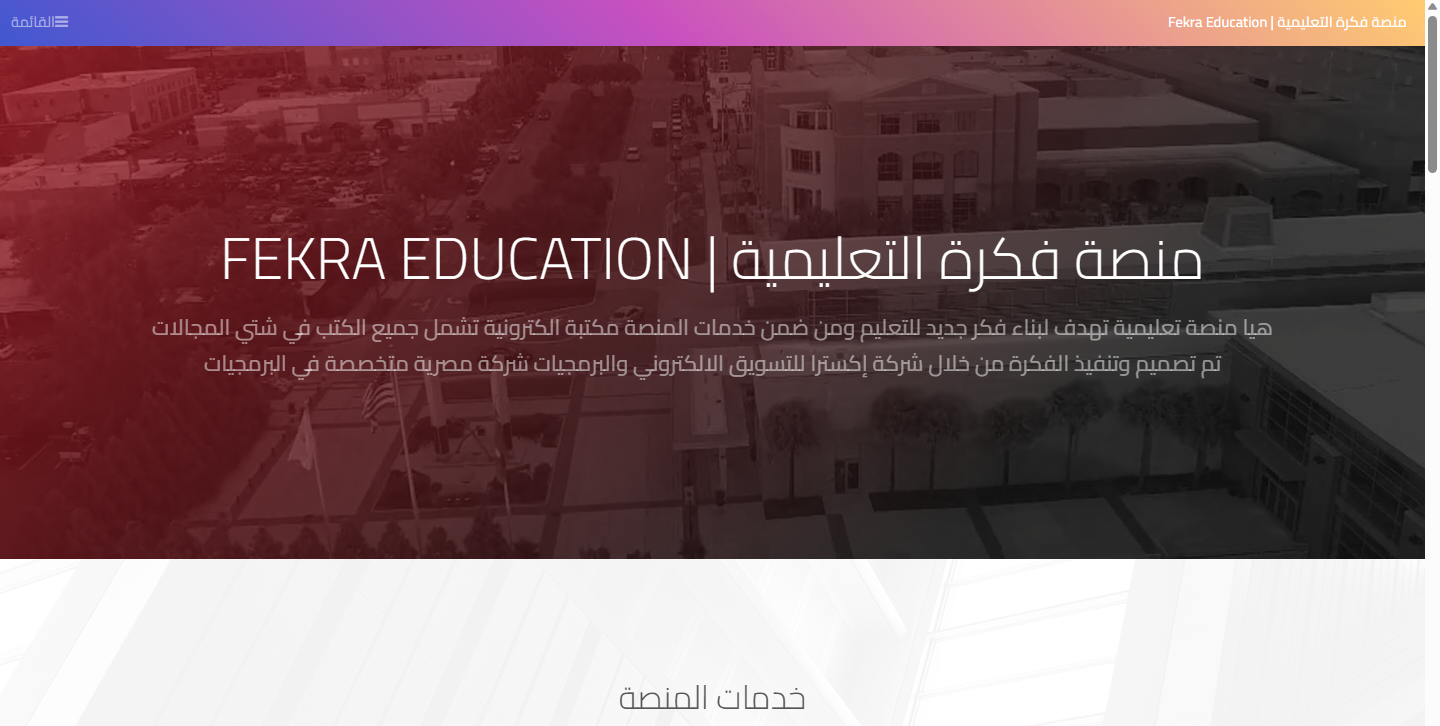 منصة فكرة التعليمية | Fekra Education
القائمة
منصة فكرة التعليمية | FEKRA EDUCATION
هيا منصة تعليمية تهدف لبناء فكر جديد للتعليم ومن ضمن خدمات المنصة مكتبة الكترونية تشمل جميع الكتب في شتي المجالات
تم تصميم وتنفيذ الفكرة من خلال شركة إكسترا للتسويق الالكتروني والبرمجيات شركة مصرية متخصصة في البرمجيات
خدمات المنصة